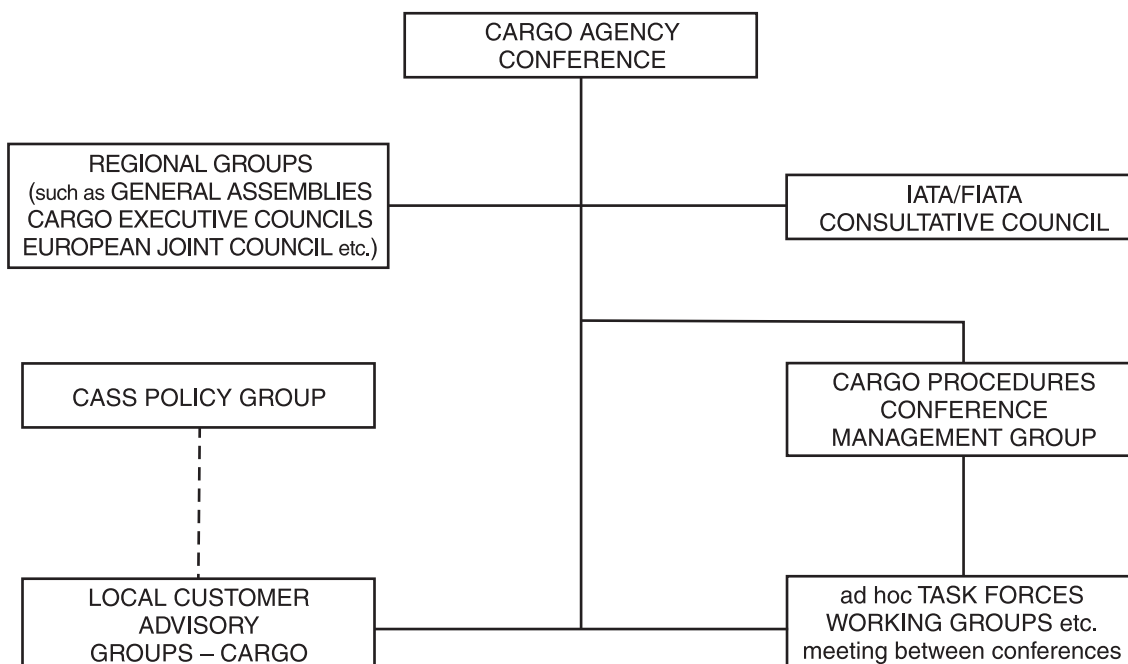 CARGO AGENCY
CONFERENCE
REGIONAL GROUPS
(such as GENERAL ASSEMBLIES
CARGO EXECUTIVE COUNCILS
EUROPEAN JOINT COUNCIL etc.)
IATA/FIATA
CONSULTATIVE COUNCIL
CASS POLICY GROUP
CARGO PROCEDURES
CONFERENCE
MANAGEMENT GROUP
LOCAL CUSTOMER
ADVISORY
GROUPS – CARGO
ad hoc TASK FORCES
WORKING GROUPS etc.
meeting between conferences